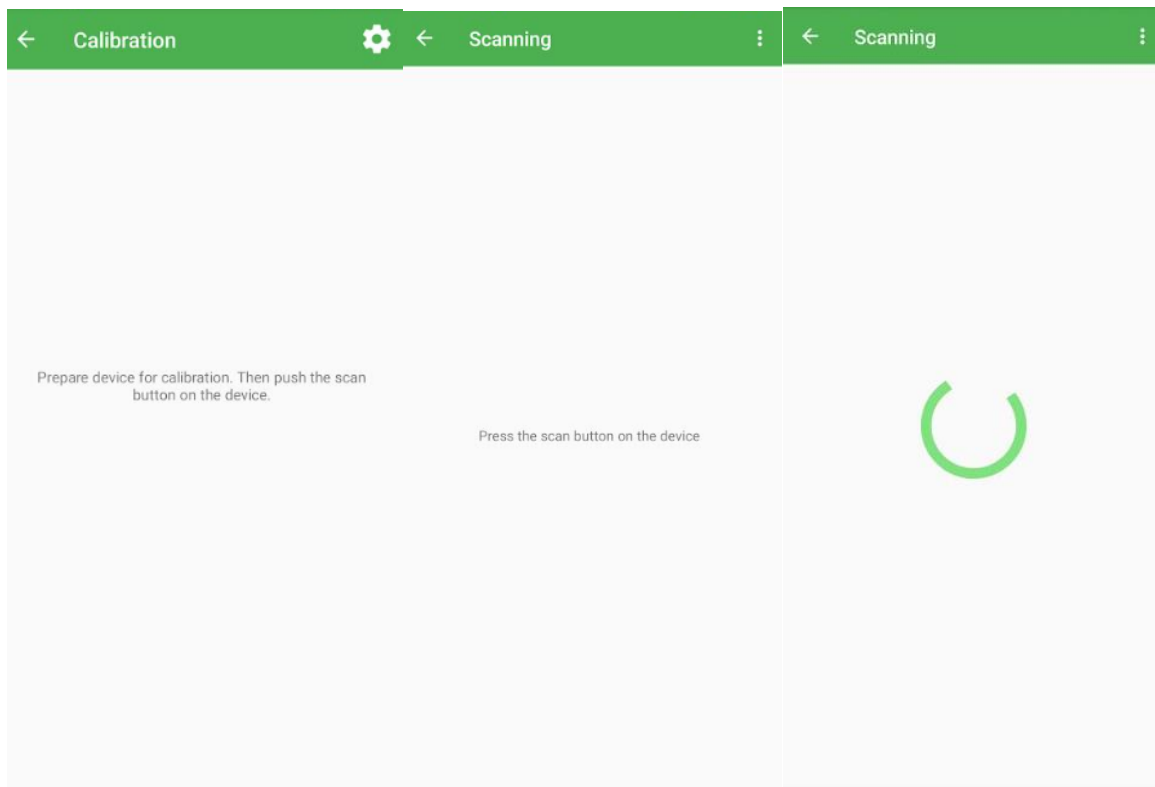 Calibration
Prepare device for calibration. Then push the scan
button on the device.
Scanning
Press the scan button on the device
Scanning